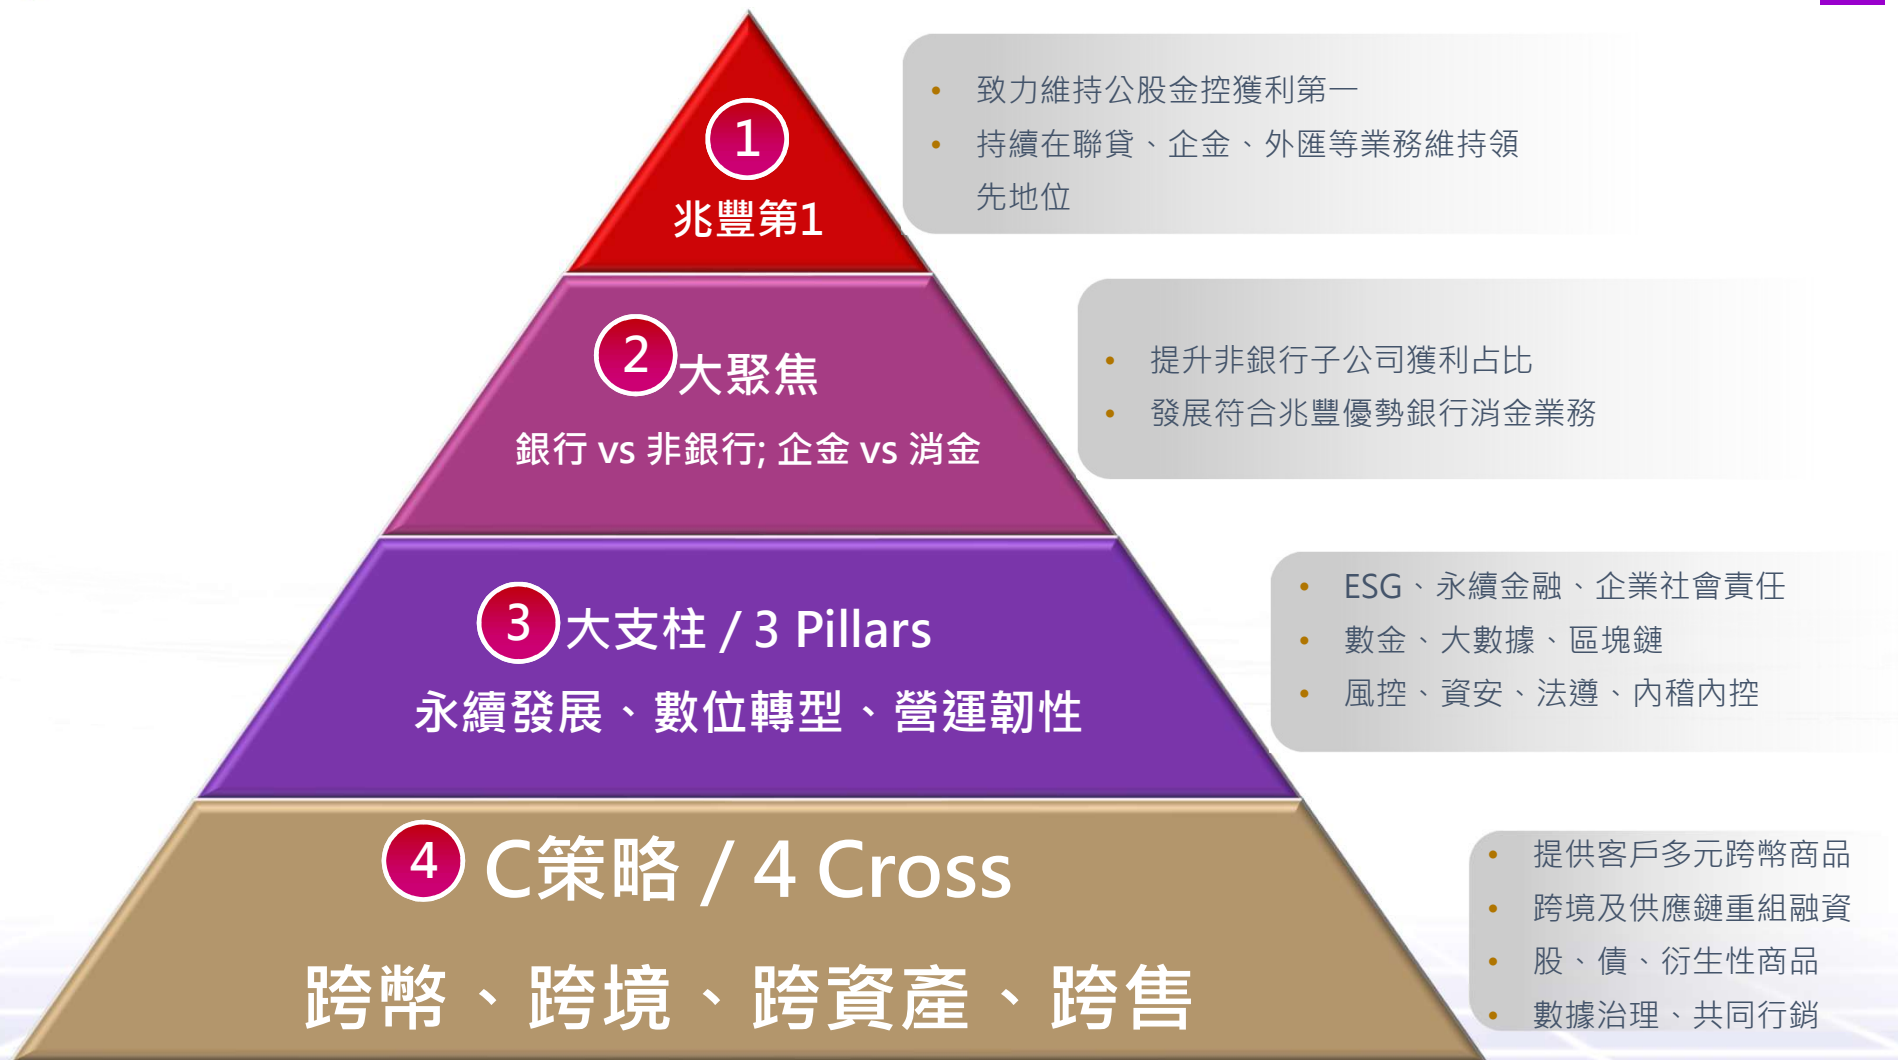 1
兆豐第1
• 致力維持公股金控獲利第一
• 持續在聯貸、企金、外匯等業務維持領
先地位
2 大聚焦
銀行 vs 非銀行; 企金 vs 消金
• 提升非銀行子公司獲利占比
• 發展符合兆豐優勢銀行消金業務
3 大支柱 / 3 Pillars
永續發展、數位轉型、營運韌性
• ESG、永續金融、企業社會責任
• 數金、大數據、區塊鏈
• 風控、資安、法遵、內稽內控
4 C策略 / 4 Cross
跨幣、跨境、跨資產、跨售
• 提供客戶多元跨幣商品
• 跨境及供應鏈重組融資
• 股、債、衍生性商品
• 數據治理、共同行銷